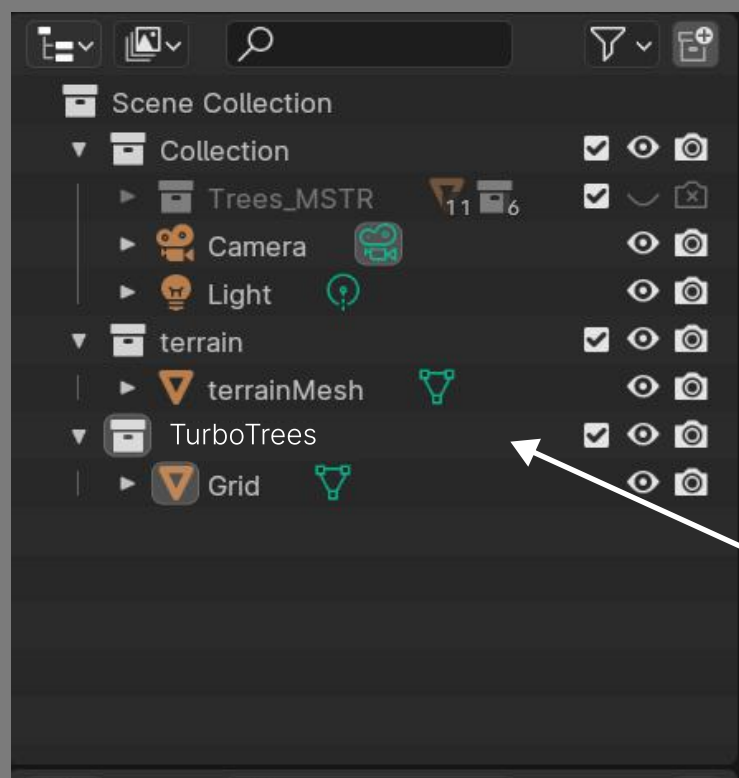 Scene Collection
Collection
Trees_MSTR 11 6
Camera
Light
terrain
terrainMesh
TurboTrees
Grid